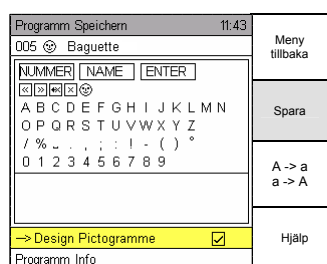 Programm Speichern 11:43
005 Baguette
NUMMER NAME ENTER
A B C D E F G H I J K L M N
O P Q R S T U V W X Y Z
/ % _ . , ; : ! - ( ) °
0 1 2 3 4 5 6 7 8 9
--> Design Pictogramme
Programm Info
Meny
tillbaka
Spara
A -> a
a -> A
Hjälp